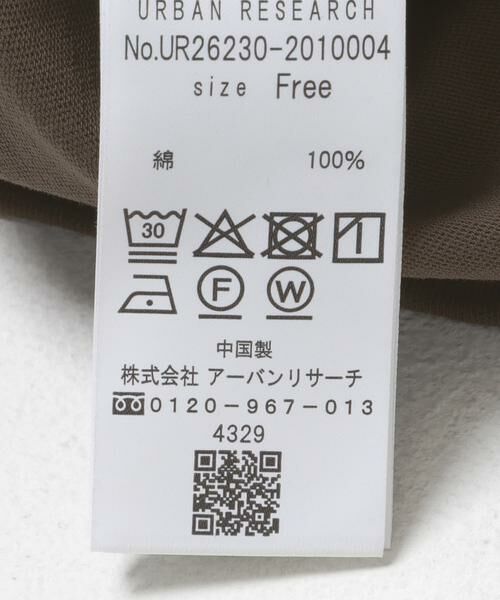 URBAN RESEARCH
No.UR26230-2010004
size Free
綿 100%
30
F W
中国製
株式会社 アーバンリサーチ
0120-967-013
4329